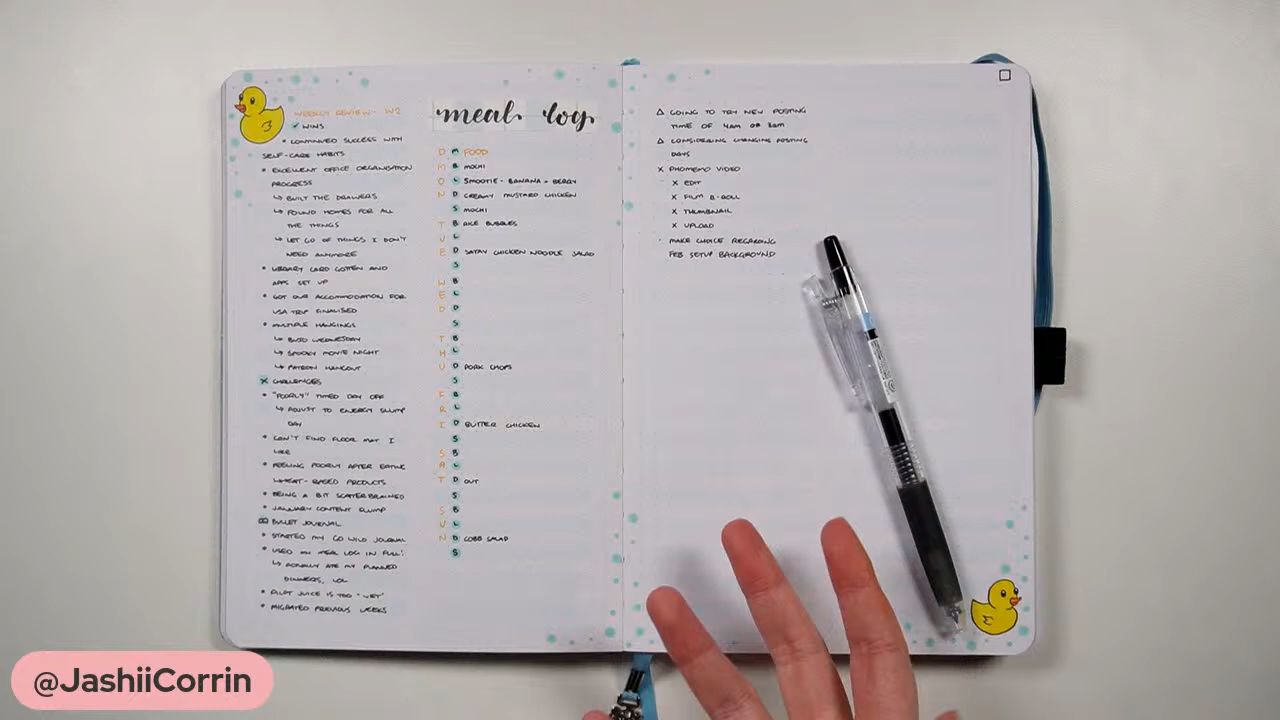 WEEKLY REVIEW - W2
✓ WINS
• CONTINUED SUCCESS WITH
SELF-CARE HABITS
• EXCELLENT OFFICE ORGANISATION
PROGRESS
↳ BUILT THE DRAWERS
↳ FOUND HOMES FOR ALL
THE THINGS
↳ LET GO OF THINGS I DON'T
NEED ANYMORE
• LIBRARY CARD GOTTEN AND
APPS SET UP
• GOT OUR ACCOMMODATION FOR
USA TRIP FINALISED
• MULTIPLE HANGINGS
↳ BUJO WEDNESDAY
↳ SPOOKY MOVIE NIGHT
↳ PATRON HANGOUT
X CHALLENGES
• "POORLY" TIMED DAY OFF
↳ ADJUST TO ENERGY SLUMP
DAY
• CAN'T FIND FLOOR MAT I
LIKE
• FEELING POORLY AFTER EATING
WHEAT-BASED PRODUCTS
• BEING A BIT SCATTERBRAINED
• JANUARY CONTENT SLUMP
BULLET JOURNAL
• STARTED MY GO WILD JOURNAL
• USED MY MEAL LOG IN FULL!
↳ ACTUALLY ATE MY PLANNED
DINNERS, LOL
• PILOT JUICE IS TOO "WET"
• MIGRATED PREVIOUS WEEKS
meal log
D M FOOD
M B MOCHI
O L SMOOTIE - BANANA + BERRY
N D CREAMY MUSTARD CHICKEN
S MOCHI
T B RICE BUBBLES
U L
E D SATAY CHICKEN NOODLE SALAD
S
W B
E L
D D
S
T B
H L
U D PORK CHOPS
S
F B
R L
I D BUTTER CHICKEN
S
S B
A L
T D OUT
S
S B
U L
N D COBB SALAD
S
△ GOING TO TRY NEW POSTING
TIME OF 4AM OR 8AM
△ CONSIDERING CHANGING POSTING
DAYS
X PHOMEMO VIDEO
X EDIT
X FILM B-ROLL
X THUMBNAIL
X UPLOAD
· MAKE CHOICE REGARDING
FEB SETUP BACKGROUND
@JashiiCorrin